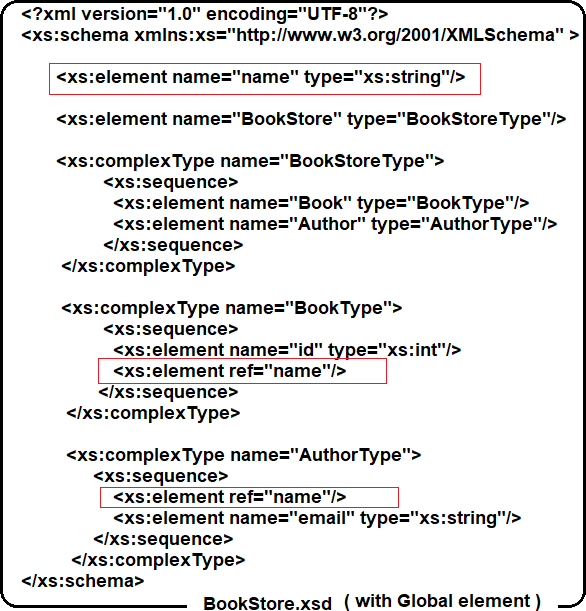 <?xml version="1.0" encoding="UTF-8"?>
<xs:schema xmlns:xs="http://www.w3.org/2001/XMLSchema" >
<xs:element name="name" type="xs:string"/>
<xs:element name="BookStore" type="BookStoreType"/>
<xs:complexType name="BookStoreType">
<xs:sequence>
<xs:element name="Book" type="BookType"/>
<xs:element name="Author" type="AuthorType"/>
</xs:sequence>
</xs:complexType>
<xs:complexType name="BookType">
<xs:sequence>
<xs:element name="id" type="xs:int"/>
<xs:element ref="name"/>
</xs:sequence>
</xs:complexType>
<xs:complexType name="AuthorType">
<xs:sequence>
<xs:element ref="name"/>
<xs:element name="email" type="xs:string"/>
</xs:sequence>
</xs:complexType>
</xs:schema>
BookStore.xsd ( with Global element )